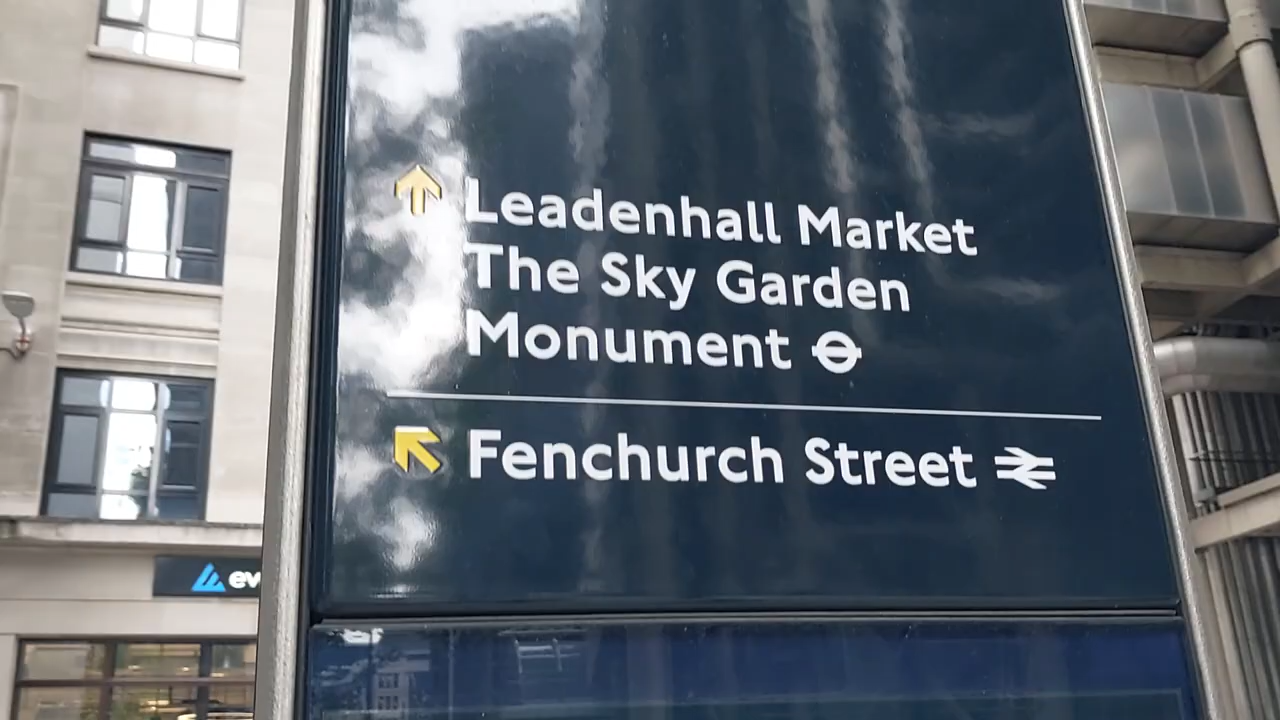 Leadenhall Market
The Sky Garden
Monument
Fenchurch Street